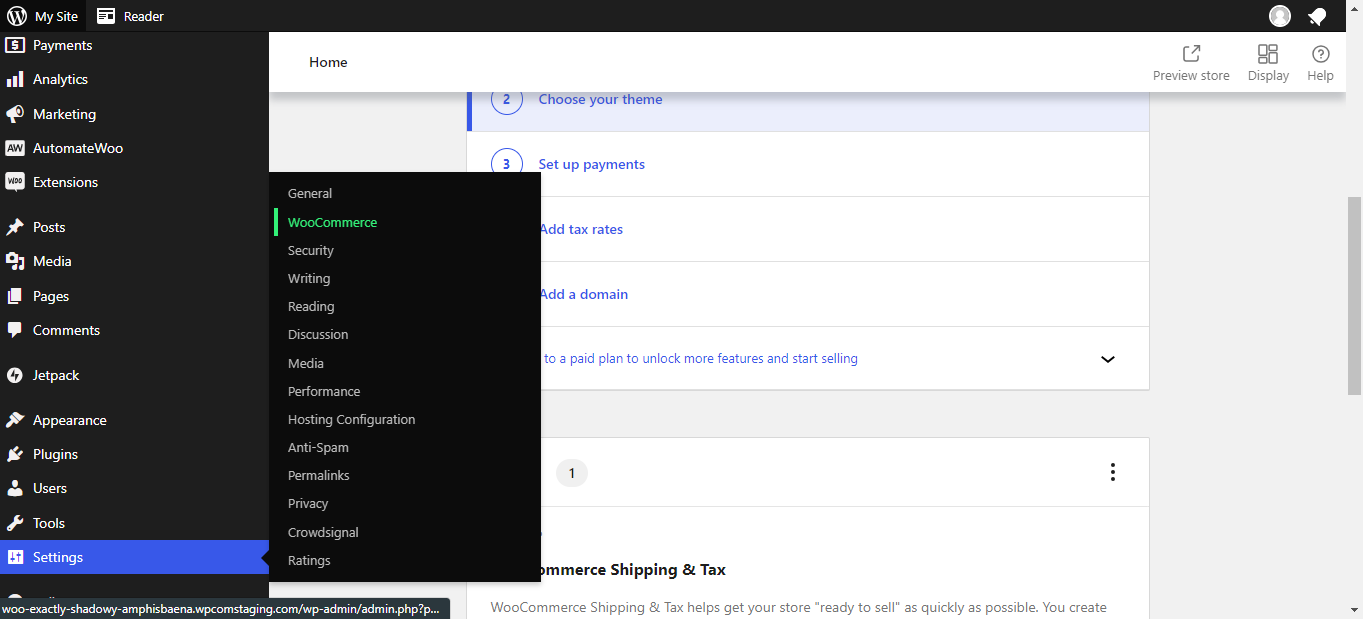 My Site
Reader
Payments
Analytics
Marketing
AW
AutomateWoo
woo
Extensions
Posts
Media
Pages
Comments
Jetpack
Appearance
Plugins
Users
Tools
Settings
General
WooCommerce
Security
Writing
Reading
Discussion
Media
Performance
Hosting Configuration
Anti-Spam
Permalinks
Privacy
Crowdsignal
Ratings
woo-exactly-shadowy-amphisbaena.wpcomstaging.com/wp-admin/admin.php?p...
Home
Preview store
Display
Help
2 Choose your theme
3 Set up payments
Add tax rates
Add a domain
to a paid plan to unlock more features and start selling
1
ommerce Shipping & Tax
WooCommerce Shipping & Tax helps get your store "ready to sell" as quickly as possible. You create